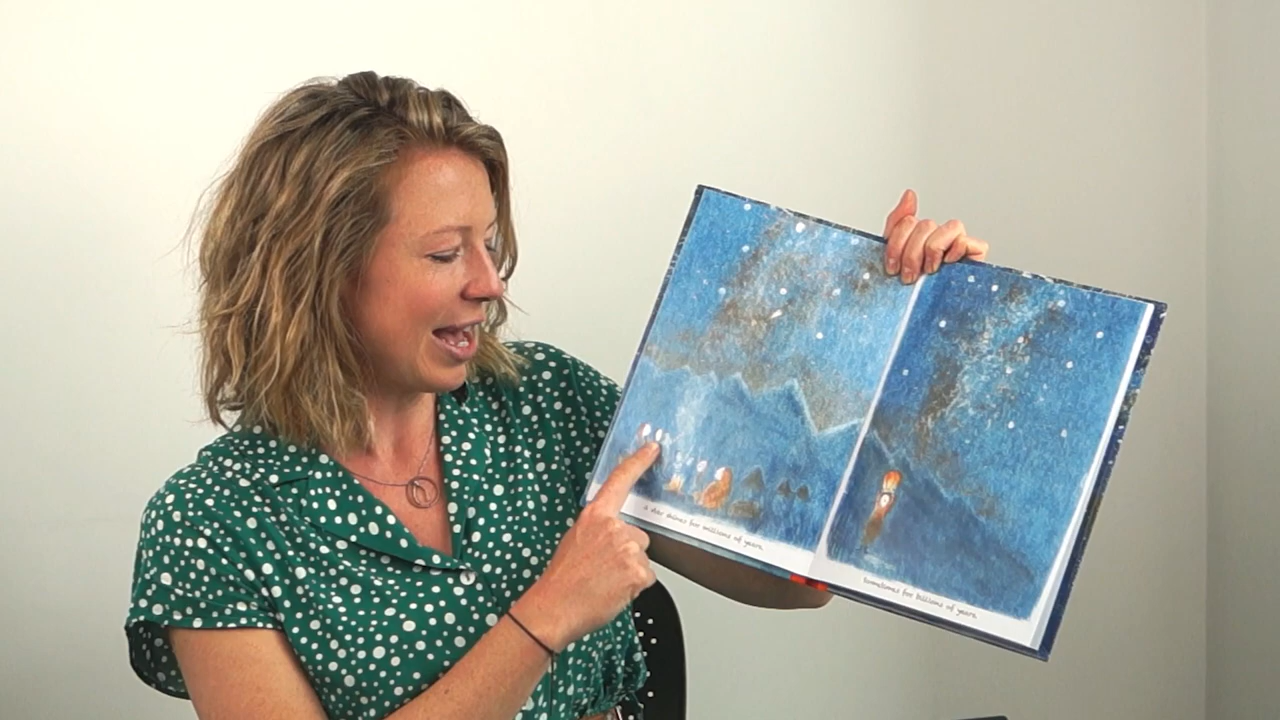 a star shines for millions of years.
sometimes for billions of years.